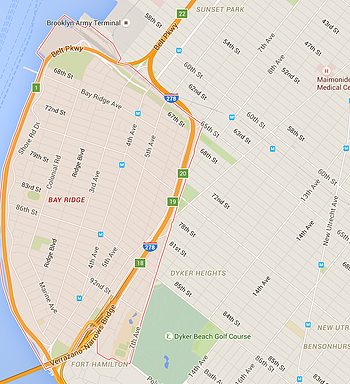 SUNSET PARK
22
Brooklyn Army Terminal
58th St
54th St
47th St
43rd St
Belt Pkwy
Belt Pkwy
7th Ave
8th Ave
52nd St
60th St
68th St
62nd St
Maimonide
Medical Ce
1
278
Bay Ridge Ave
60th St
72nd St
67th St
65th St
63rd St
58th St
4th Ave
5th Ave
Shore Rd Dr
79th St
Colonial Rd
Ridge Blvd
68th St
3rd Ave
20
83rd St
BAY RIDGE
19
72nd St
13th Ave
New Utrecht Ave
86th St
78th St
14th Ave
278
81st St
Ridge Blvd
4th Ave
5th Ave
18
DYKER HEIGHTS
Marine Ave
92nd St
85th St
14th Ave
84th St
NEW UTRE
Verrazano-Narrows Bridge
7th Ave
Dyker Beach Golf Course
BENSONHURS
FORT HAMILTON
14th Ave
Bath Ave